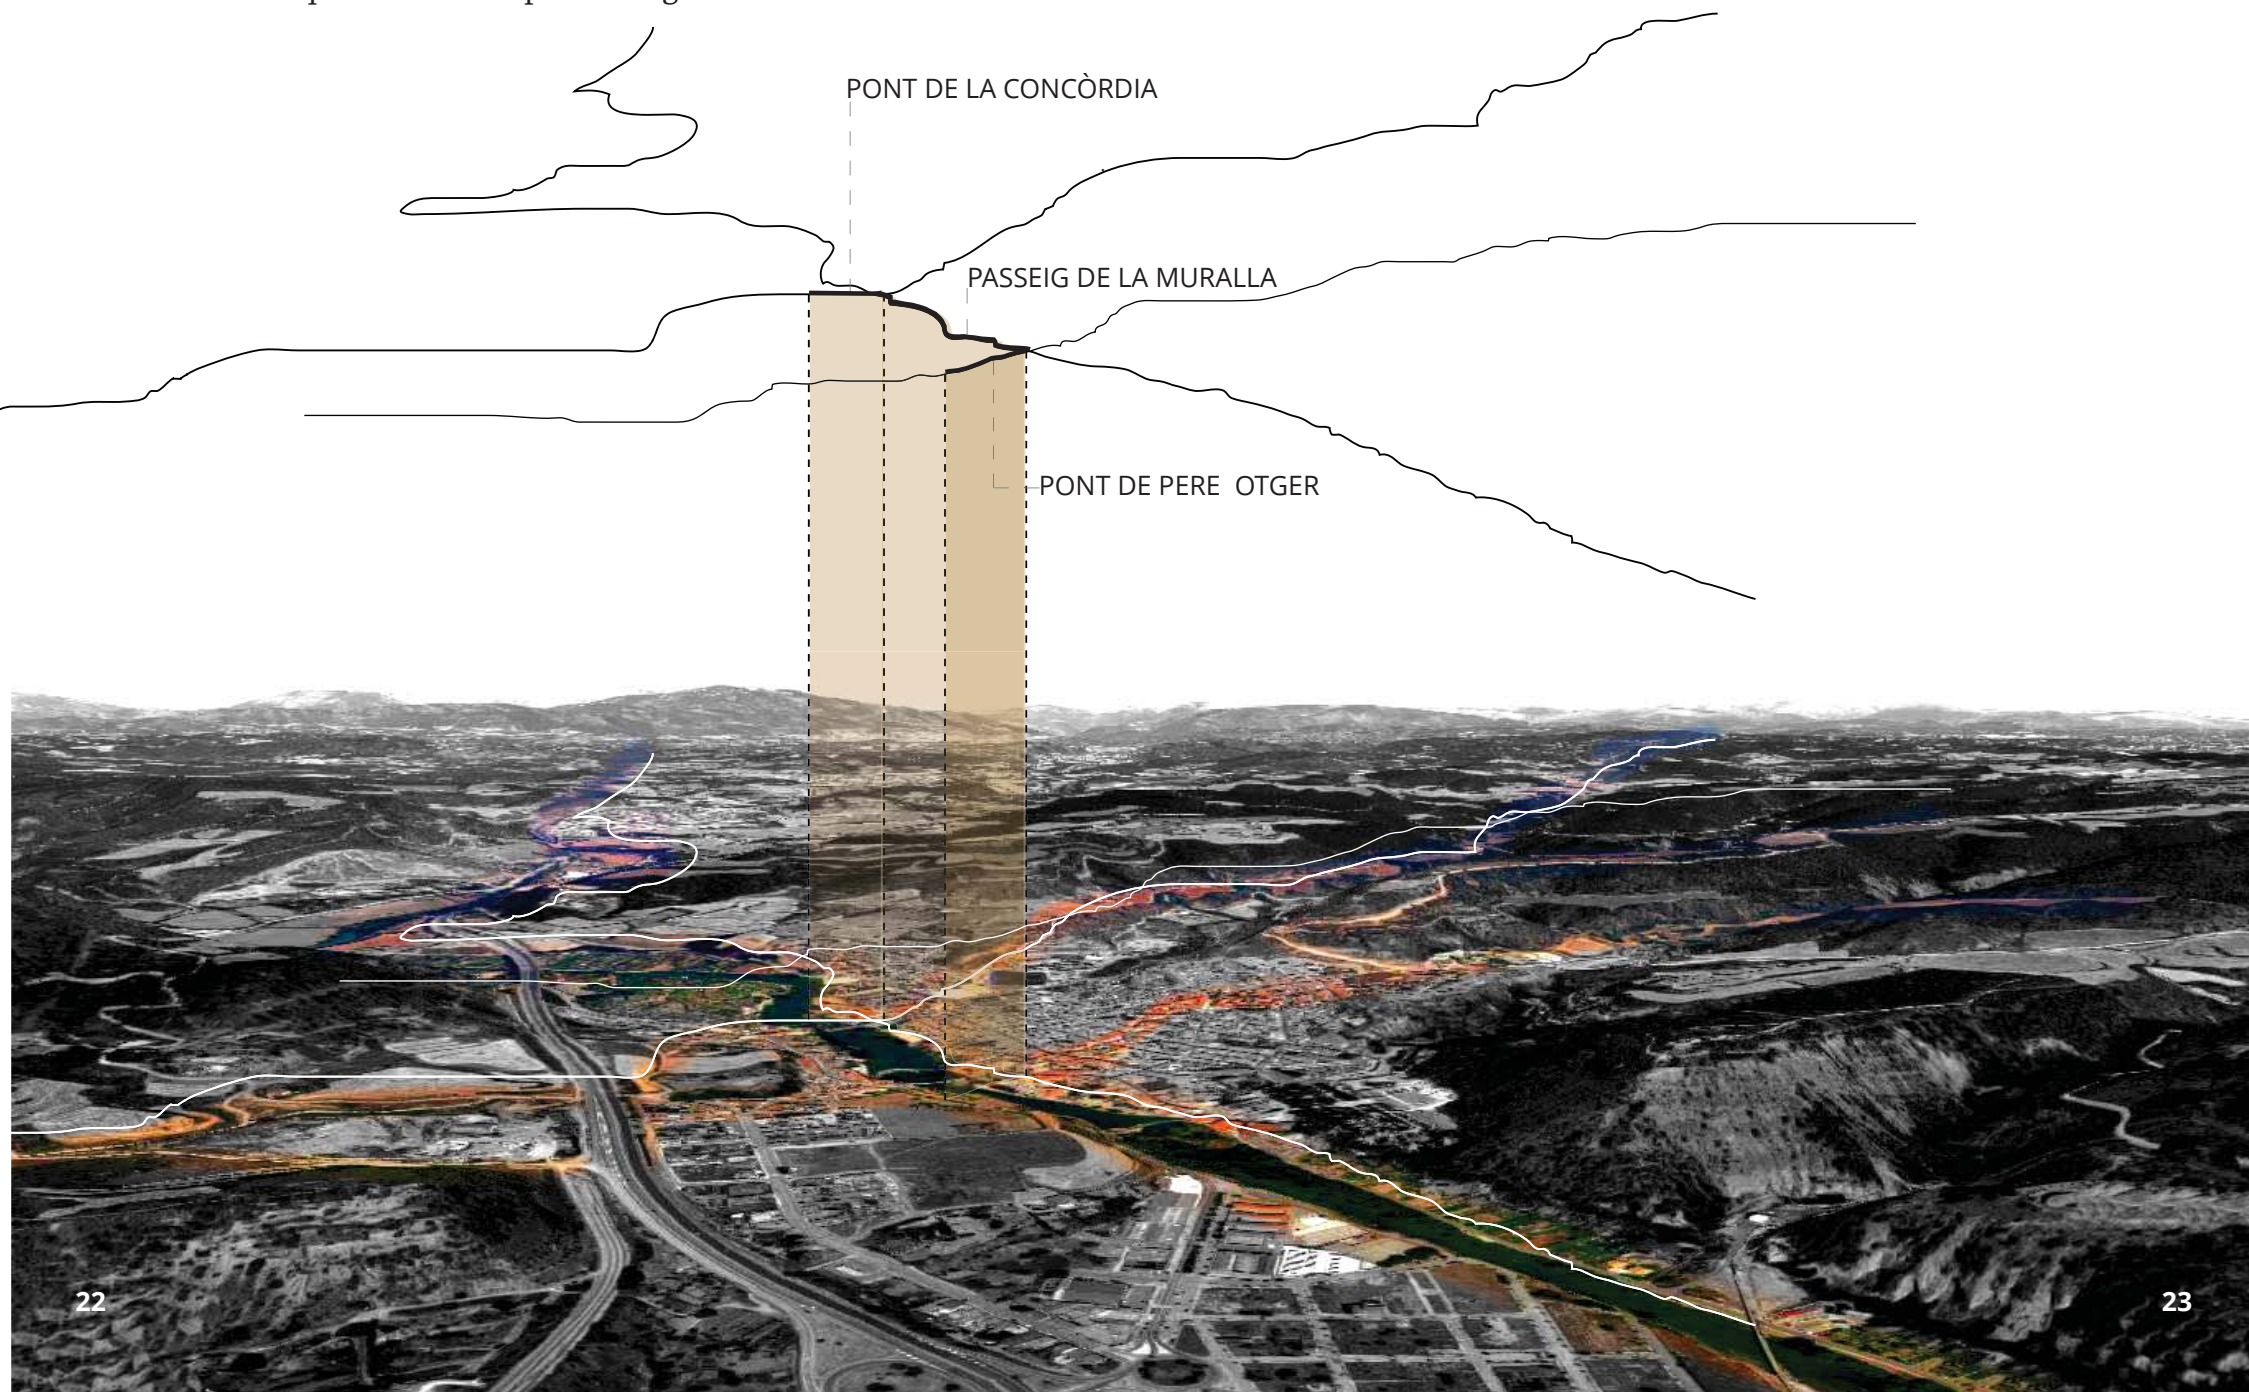 PONT DE LA CONCÒRDIA
PASSEIG DE LA MURALLA
PONT DE PERE OTGER
22
23